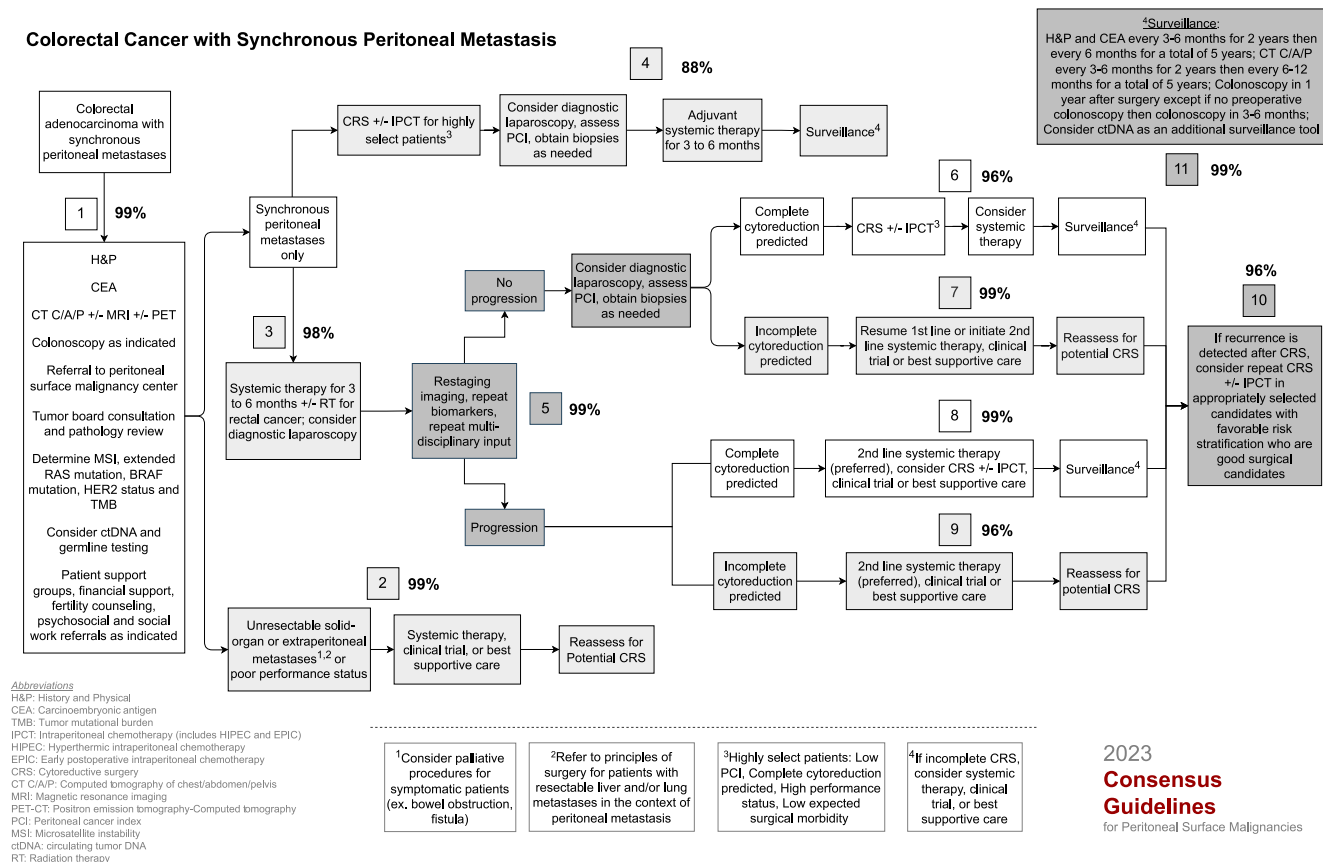 Colorectal Cancer with Synchronous Peritoneal Metastasis
Colorectal
adenocarcinoma with
synchronous
peritoneal metastases
1
99%
H&P
CEA
CT C/A/P +/- MRI +/- PET
Colonoscopy as indicated
Referral to peritoneal
surface malignancy center
Tumor board consultation
and pathology review
Determine MSI, extended
RAS mutation, BRAF
mutation, HER2 status and
TMB
Consider ctDNA and
germline testing
Patient support
groups, financial support,
fertility counseling,
psychosocial and social
work referrals as indicated
Synchronous
peritoneal
metastases
only
4
88%
CRS +/- IPCT for highly
select patients³
Consider diagnostic
laparoscopy, assess
PCI, obtain biopsies
as needed
Adjuvant
systemic therapy
for 3 to 6 months
Surveillance⁴
3
98%
Systemic therapy for 3
to 6 months +/- RT for
rectal cancer; consider
diagnostic laparoscopy
Restaging
imaging, repeat
biomarkers,
repeat multi-
disciplinary input
5
99%
No
progression
Consider diagnostic
laparoscopy, assess
PCI, obtain biopsies
as needed
6
96%
Complete
cytoreduction
predicted
CRS +/- IPCT³
Consider
systemic
therapy
Surveillance⁴
7
99%
Incomplete
cytoreduction
predicted
Resume 1st line or initiate 2nd
line systemic therapy, clinical
trial or best supportive care
Reassess for
potential CRS
Progression
8
99%
Complete
cytoreduction
predicted
2nd line systemic therapy
(preferred), consider CRS +/- IPCT,
clinical trial or best supportive care
Surveillance⁴
9
96%
Incomplete
cytoreduction
predicted
2nd line systemic therapy
(preferred), clinical trial or
best supportive care
Reassess for
potential CRS
2
99%
Unresectable solid-
organ or extraperitoneal
metastases¹,² or
poor performance status
Systemic therapy,
clinical trial, or best
supportive care
Reassess for
Potential CRS
⁴Surveillance:
H&P and CEA every 3-6 months for 2 years then
every 6 months for a total of 5 years; CT C/A/P
every 3-6 months for 2 years then every 6-12
months for a total of 5 years; Colonoscopy in 1
year after surgery except if no preoperative
colonoscopy then colonoscopy in 3-6 months;
Consider ctDNA as an additional surveillance tool
11
99%
96%
10
If recurrence is
detected after CRS,
consider repeat CRS
+/- IPCT in
appropriately selected
candidates with
favorable risk
stratification who are
good surgical
candidates
Abbreviations
H&P: History and Physical
CEA: Carcinoembryonic antigen
TMB: Tumor mutational burden
IPCT: Intraperitoneal chemotherapy (includes HIPEC and EPIC)
HIPEC: Hyperthermic intraperitoneal chemotherapy
EPIC: Early postoperative intraperitoneal chemotherapy
CRS: Cytoreductive surgery
CT C/A/P: Computed tomography of chest/abdomen/pelvis
MRI: Magnetic resonance imaging
PET-CT: Positron emission tomography-Computed tomography
PCI: Peritoneal cancer index
MSI: Microsatellite instability
ctDNA: circulating tumor DNA
RT: Radiation therapy
¹Consider palliative
procedures for
symptomatic patients
(ex. bowel obstruction,
fistula)
²Refer to principles of
surgery for patients with
resectable liver and/or lung
metastases in the context of
peritoneal metastasis
³Highly select patients: Low
PCI, Complete cytoreduction
predicted, High performance
status, Low expected
surgical morbidity
⁴If incomplete CRS,
consider systemic
therapy, clinical
trial, or best
supportive care
2023
Consensus
Guidelines
for Peritoneal Surface Malignancies